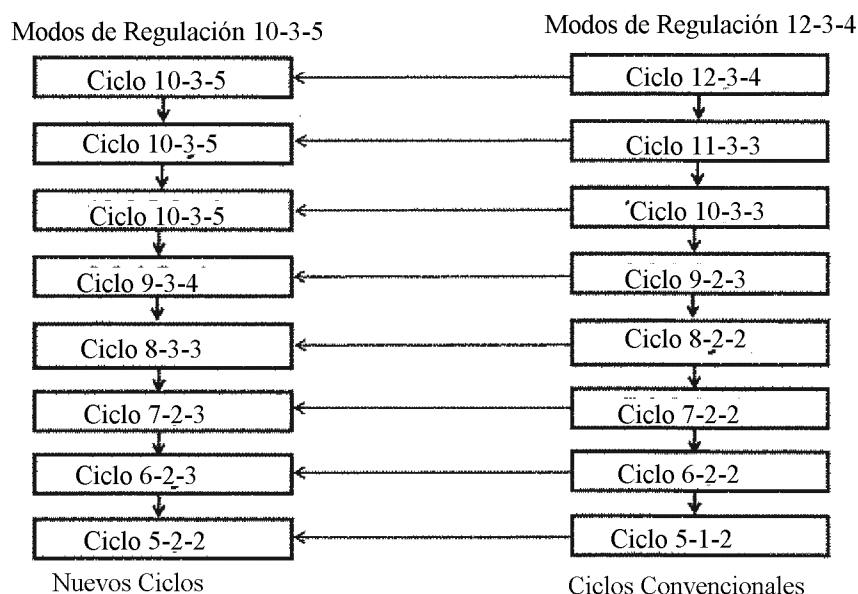 Modos de Regulación 10-3-5
Ciclo 10-3-5
Ciclo 10-3-5
Ciclo 10-3-5
Ciclo 9-3-4
Ciclo 8-3-3
Ciclo 7-2-3
Ciclo 6-2-3
Ciclo 5-2-2
Nuevos Ciclos
Modos de Regulación 12-3-4
Ciclo 12-3-4
Ciclo 11-3-3
Ciclo 10-3-3
Ciclo 9-2-3
Ciclo 8-2-2
Ciclo 7-2-2
Ciclo 6-2-2
Ciclo 5-1-2
Ciclos Convencionales